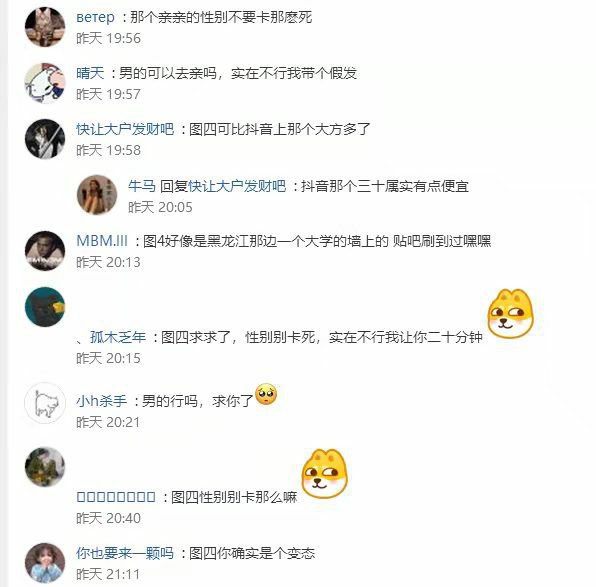 ветер ：那个亲亲的性别不要卡那麽死
昨天 19:56
晴天 ：男的可以去亲吗，实在不行我带个假发
昨天 19:57
快让大户发财吧 ：图四可比抖音上那个大方多了
昨天 19:58
牛马 回复快让大户发财吧 ：抖音那个三十属实有点便宜
昨天 20:05
MBM.III ：图4好像是黑龙江那边一个大学的墙上的 贴吧刷到过嘿嘿
昨天 20:13
、孤木乏年 ：图四求求了，性别别卡死，实在不行我让你二十分钟
昨天 20:15
小h杀手 ：男的行吗，求你了🥺
昨天 20:21
：图四性别别卡那么嘛
昨天 20:40
你也要来一颗吗 ：图四你确实是个变态
昨天 21:11